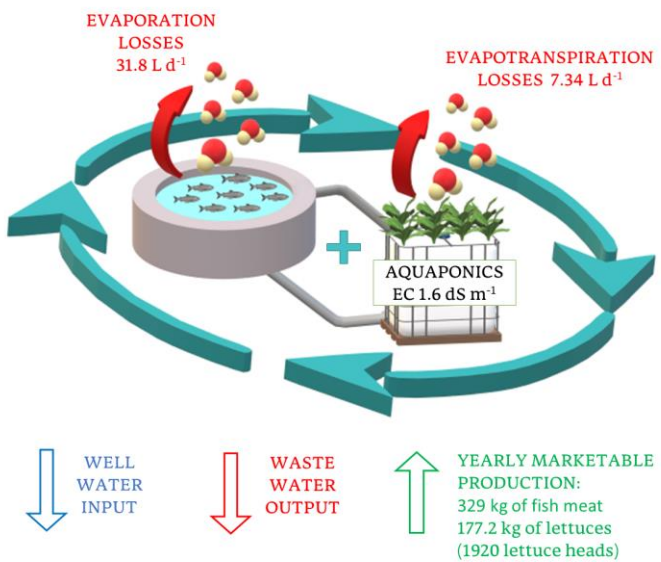 EVAPORATION
LOSSES
31.8 L d⁻¹
EVAPOTRANSPIRATION
LOSSES 7.34 L d⁻¹
AQUAPONICS
EC 1.6 dS m⁻¹
WELL
WATER
INPUT
WASTE
WATER
OUTPUT
YEARLY MARKETABLE
PRODUCTION:
329 kg of fish meat
177.2 kg of lettuces
(1920 lettuce heads)